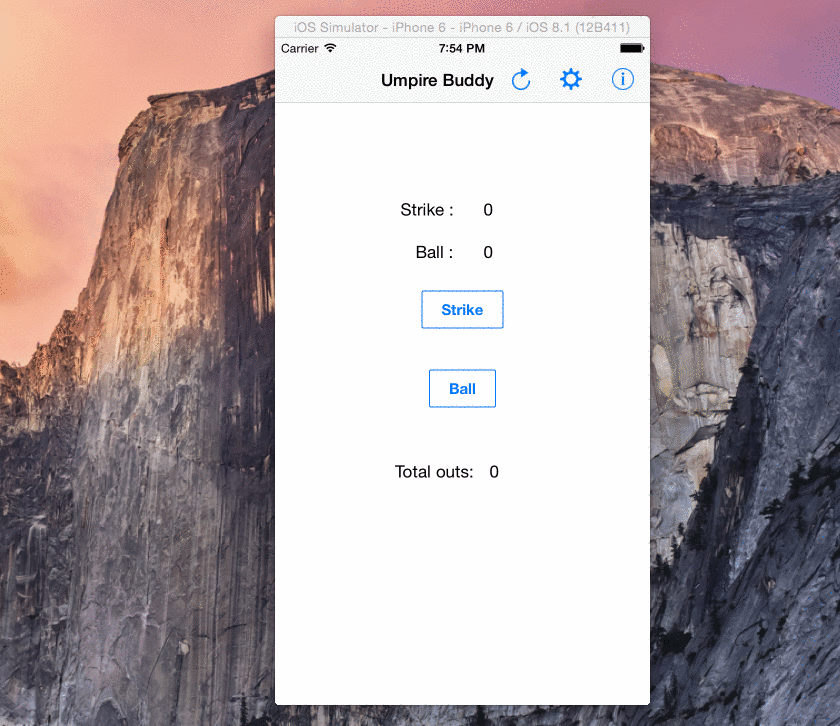 iOS Simulator - iPhone 6 - iPhone 6 / iOS 8.1 (12B411)
Carrier 7:54 PM
Umpire Buddy
Strike : 0
Ball : 0
Strike
Ball
Total outs: 0